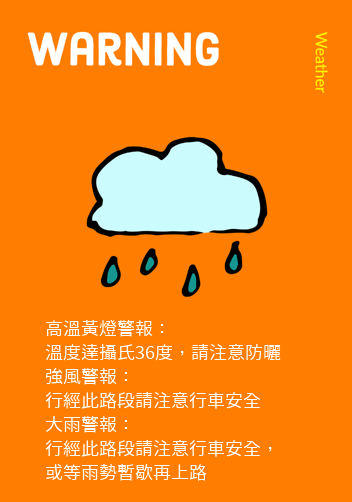 WARNING
Weather
高溫黃燈警報：
溫度達攝氏36度，請注意防曬
強風警報：
行經此路段請注意行車安全
大雨警報：
行經此路段請注意行車安全，
或等雨勢暫歇再上路